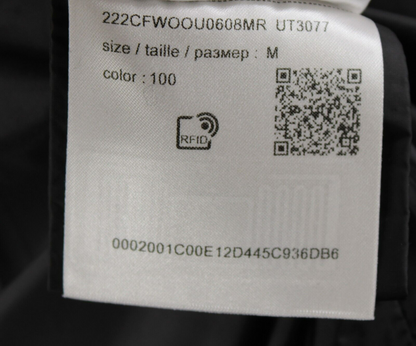 222CFWOOU0608MR UT3077
size / taille / размер : M
color : 100
RFID
0002001C00E12D445C936DB6